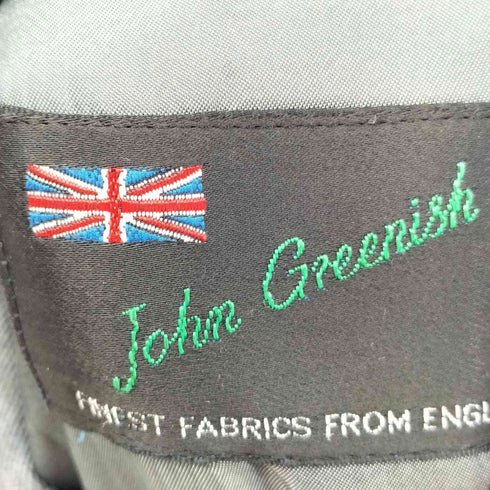 John Greenish
FINEST FABRICS FROM ENGL